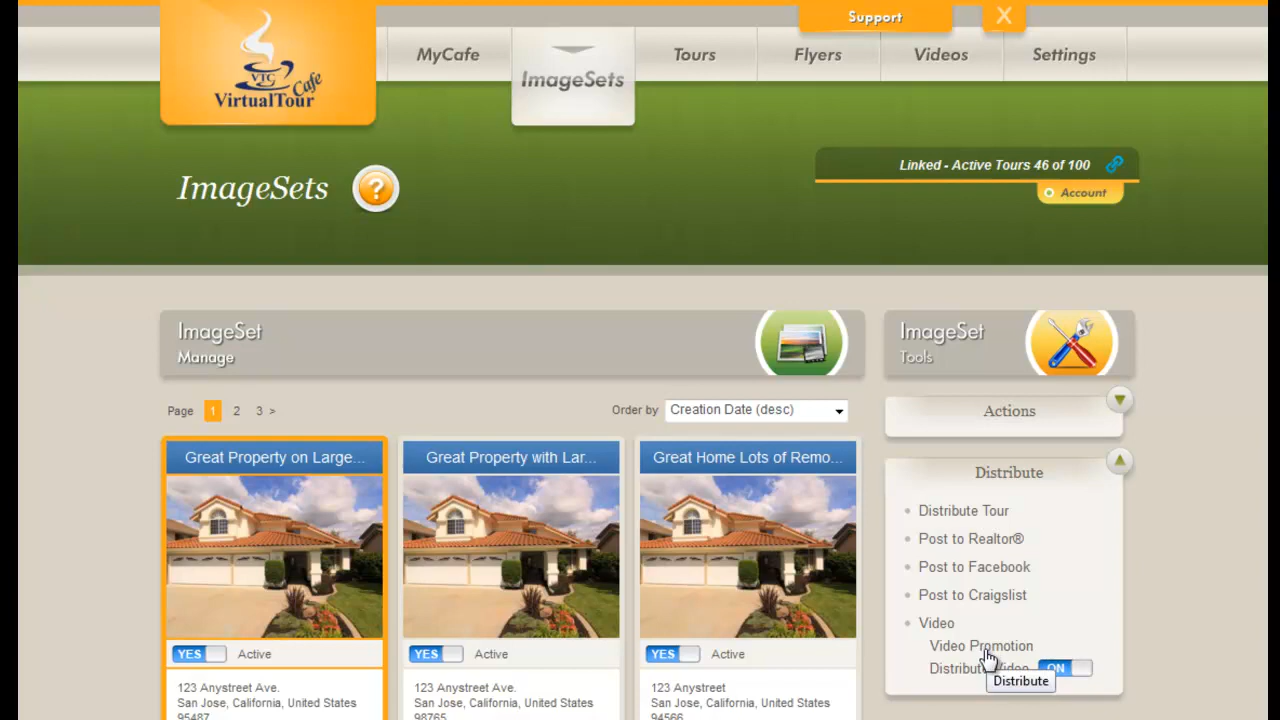 Support
X
VTC
Cafe
VirtualTour
MyCafe
ImageSets
Tours
Flyers
Videos
Settings
ImageSets
?
Linked - Active Tours 46 of 100
Account
ImageSet
Manage
ImageSet
Tools
Page 1 2 3 >
Order by Creation Date (desc)
Actions
Great Property on Large...
Great Property with Lar...
Great Home Lots of Remo...
Distribute
Distribute Tour
Post to Realtor®
Post to Facebook
Post to Craigslist
Video
Video Promotion
Distribute Video ON
Distribute
YES Active
YES Active
YES Active
123 Anystreet Ave.
San Jose, California, United States
95487
123 Anystreet Ave.
San Jose, California, United States
98765
123 Anystreet
San Jose, California, United States
94566